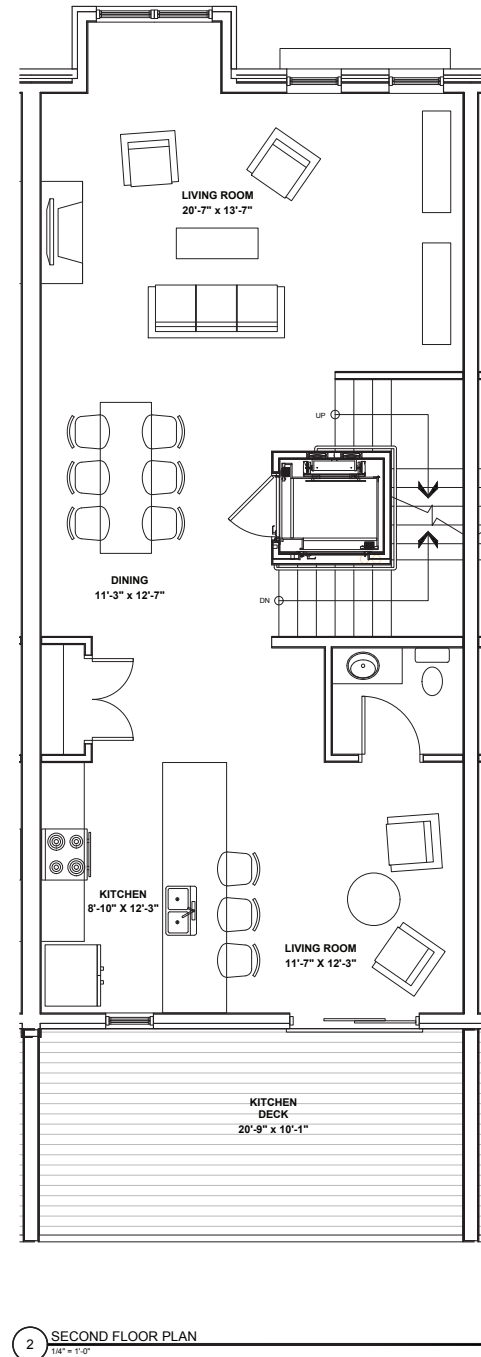 LIVING ROOM
20'-7" x 13'-7"
UP
DINING
11'-3" x 12'-7"
DN
KITCHEN
8'-10" X 12'-3"
LIVING ROOM
11'-7" X 12'-3"
KITCHEN
DECK
20'-9" x 10'-1"
2
SECOND FLOOR PLAN
1/4" = 1'-0"